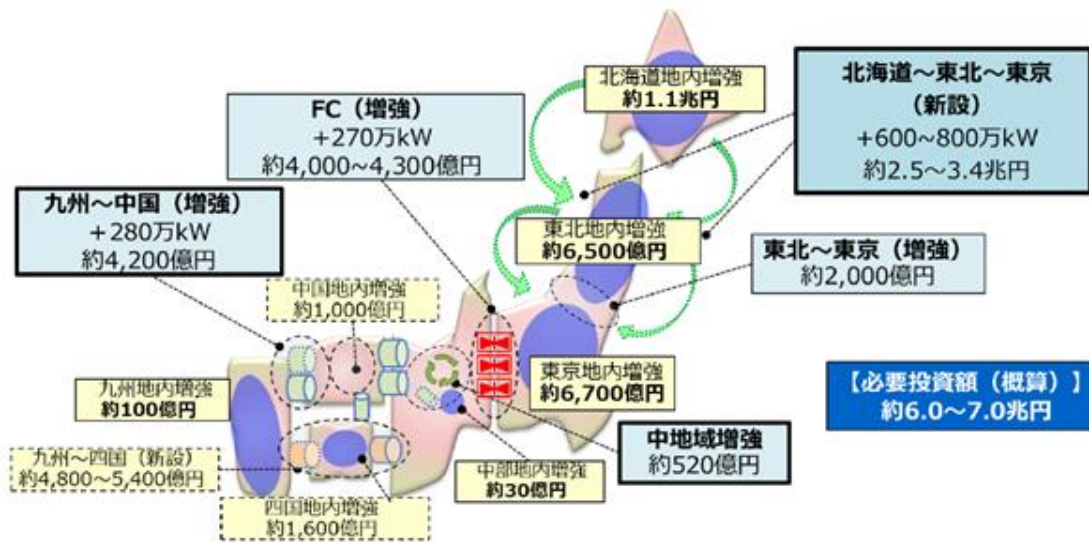 北海道地内増強
約1.1兆円
北海道～東北～東京
（新設）
+600～800万kW
約2.5～3.4兆円
FC（増強）
+270万kW
約4,000～4,300億円
九州～中国（増強）
+280万kW
約4,200億円
東北地内増強
約6,500億円
東北～東京（増強）
約2,000億円
中国地内増強
約1,000億円
九州地内増強
約100億円
東京地内増強
約6,700億円
【必要投資額（概算）】
約6.0～7.0兆円
中地域増強
約520億円
九州～四国（新設）
約4,800～5,400億円
中部地内増強
約30億円
四国地内増強
約1,600億円